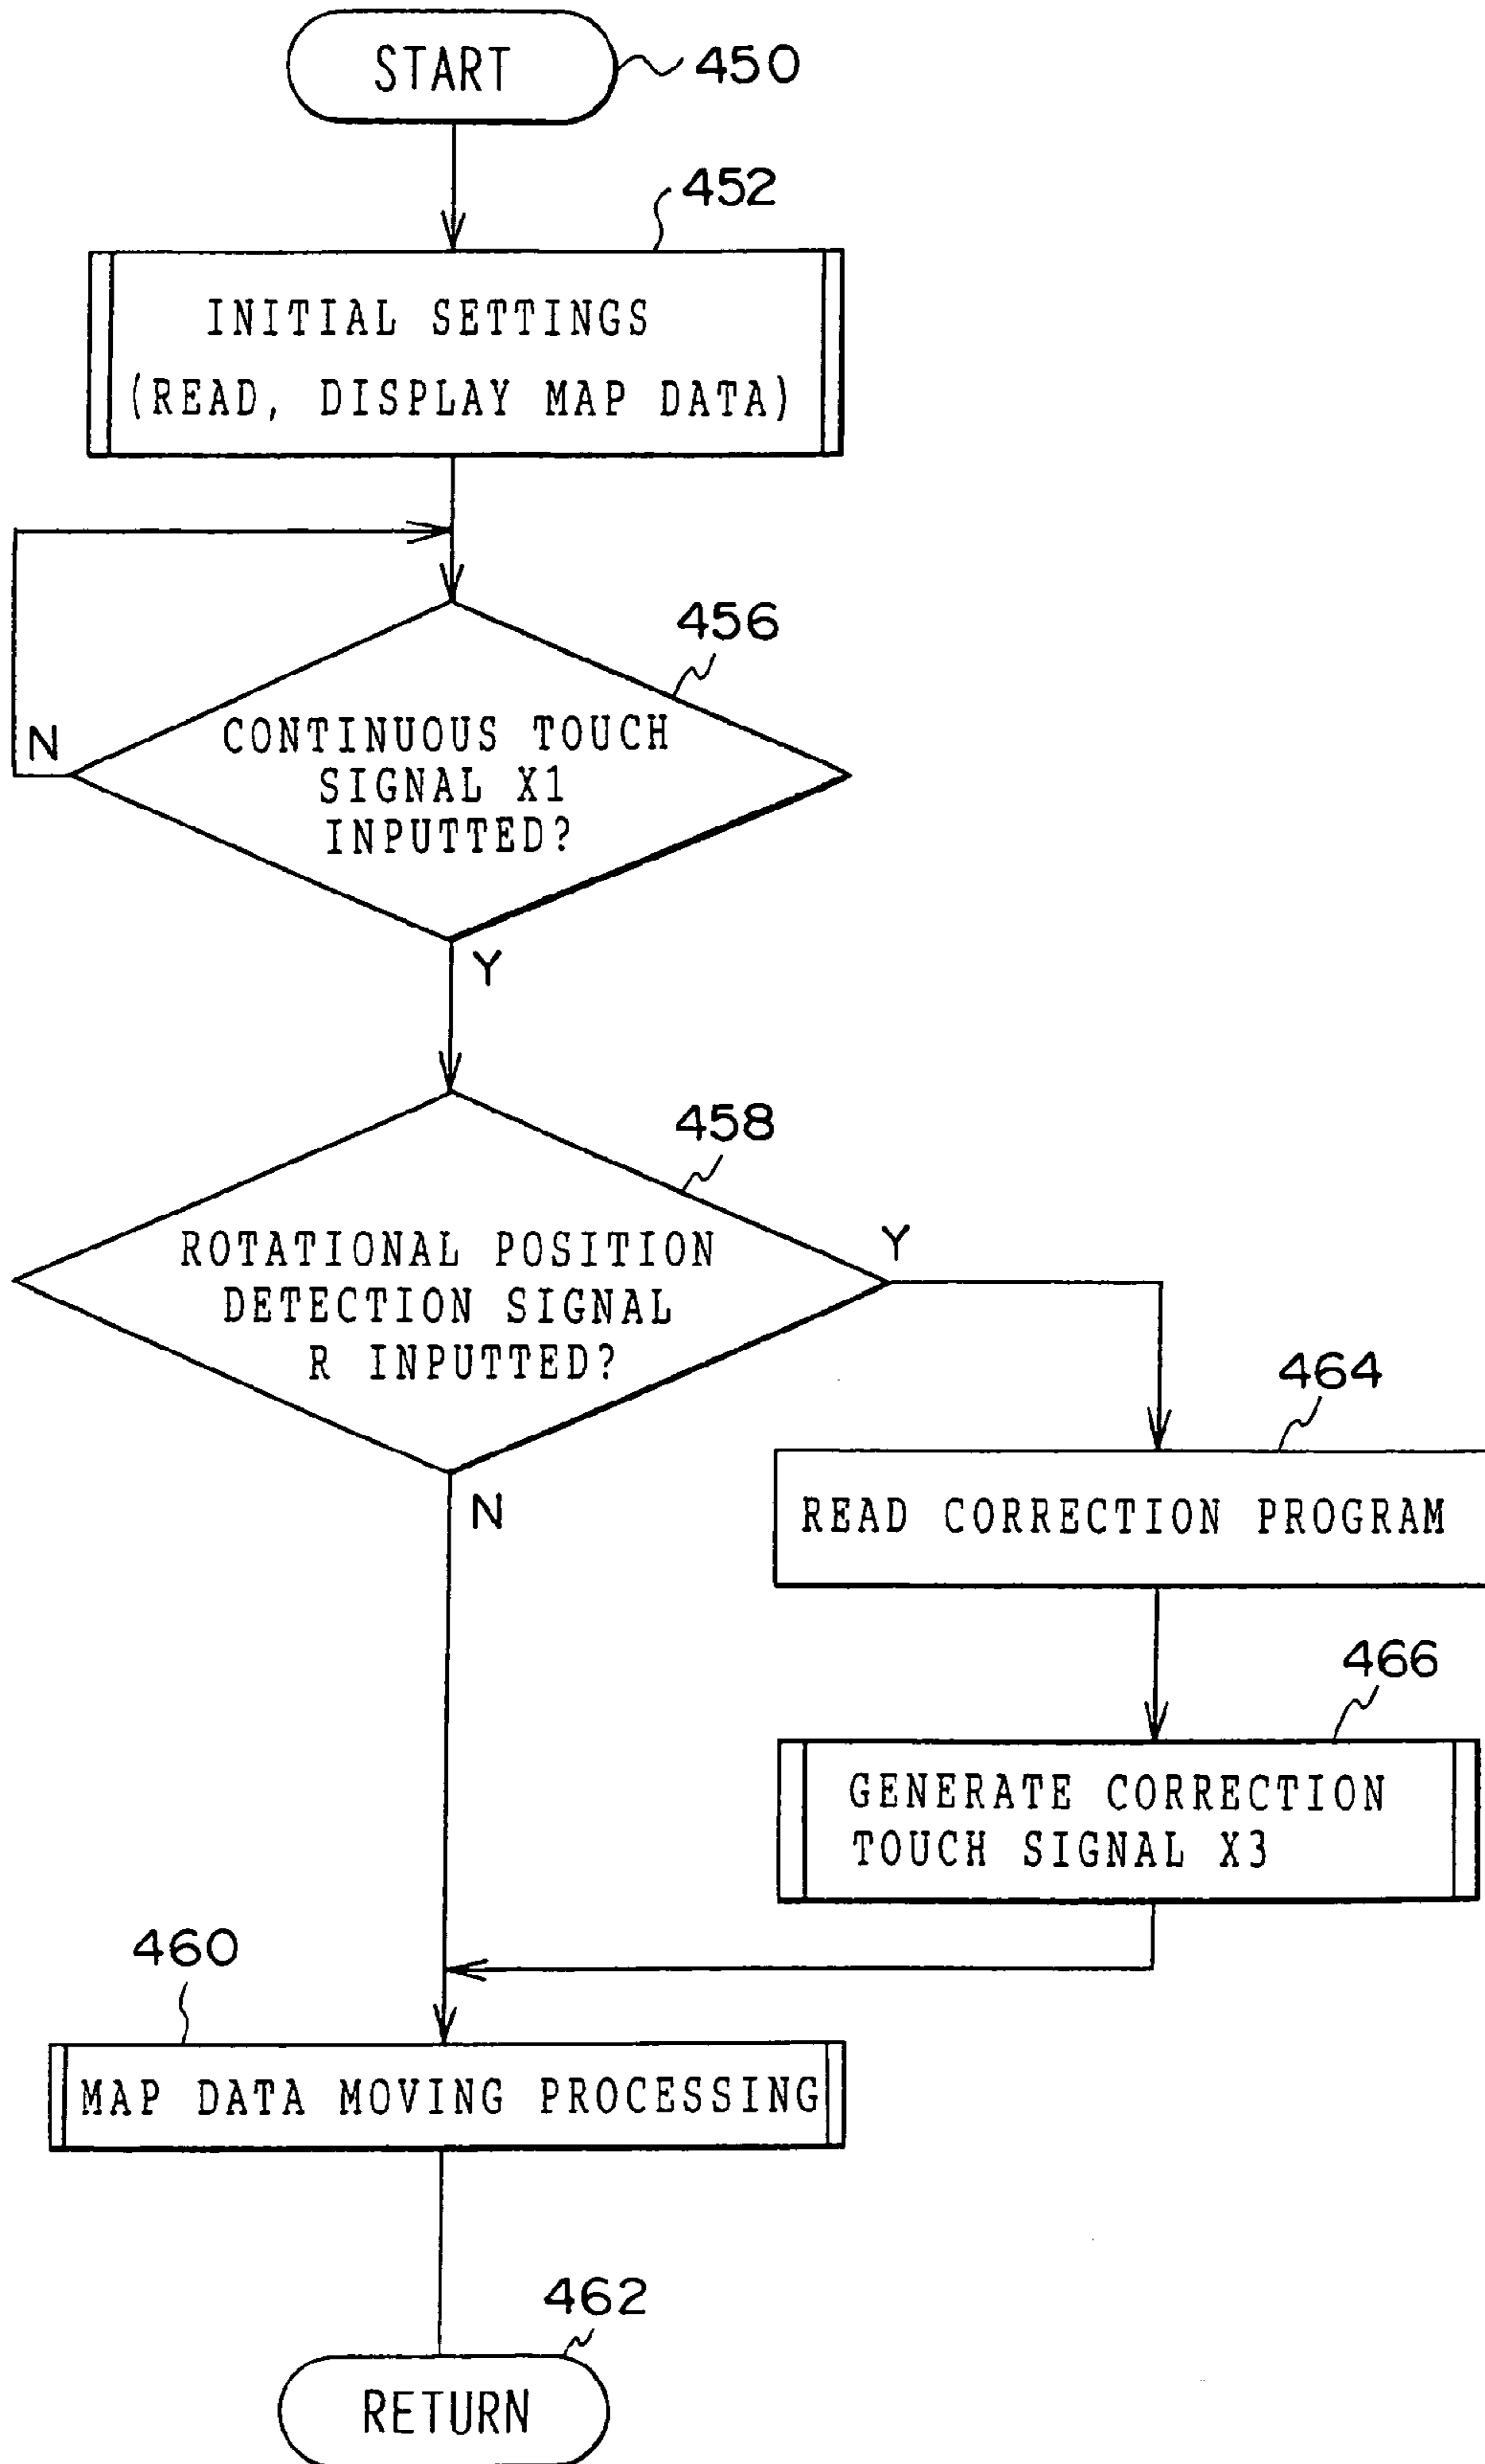 START
450
452
INITIAL SETTINGS
(READ, DISPLAY MAP DATA)
456
N
CONTINUOUS TOUCH
SIGNAL X1
INPUTTED?
Y
458
ROTATIONAL POSITION
DETECTION SIGNAL
R INPUTTED?
Y
N
464
READ CORRECTION PROGRAM
466
GENERATE CORRECTION
TOUCH SIGNAL X3
460
MAP DATA MOVING PROCESSING
462
RETURN